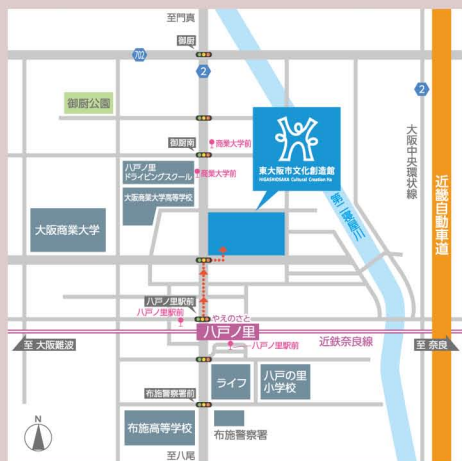 至門真
御厨
702
2
御厨公園
2
御厨南
商業大学前
東大阪市文化創造館
HIGASHIOSAKA Cultural Creation Ha
八戸ノ里
ドライビングスクール
商業大学前
大阪商業大学高等学校
大阪商業大学
大阪中央環状線
近畿自動車道
第二寝屋川
八戸ノ里駅前
八戸ノ里駅前
やえのさと
八戸ノ里
近鉄奈良線
至 大阪難波
八戸ノ里駅前
至 奈良
ライフ
八戸の里
小学校
布施警察署前
布施高等学校
布施警察署
N
至八尾